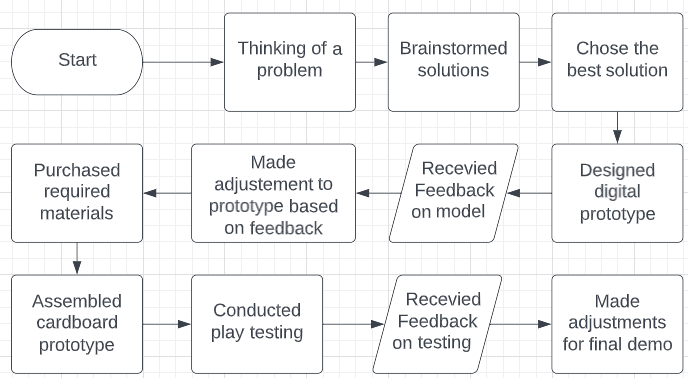 Start
Thinking of a
problem
Brainstormed
solutions
Chose the
best solution
Designed
digital
prototype
Recevied
Feedback
on model
Made
adjustement to
prototype based
on feedback
Purchased
required
materials
Assembled
cardboard
prototype
Conducted
play testing
Recevied
Feedback
on testing
Made
adjustments
for final demo